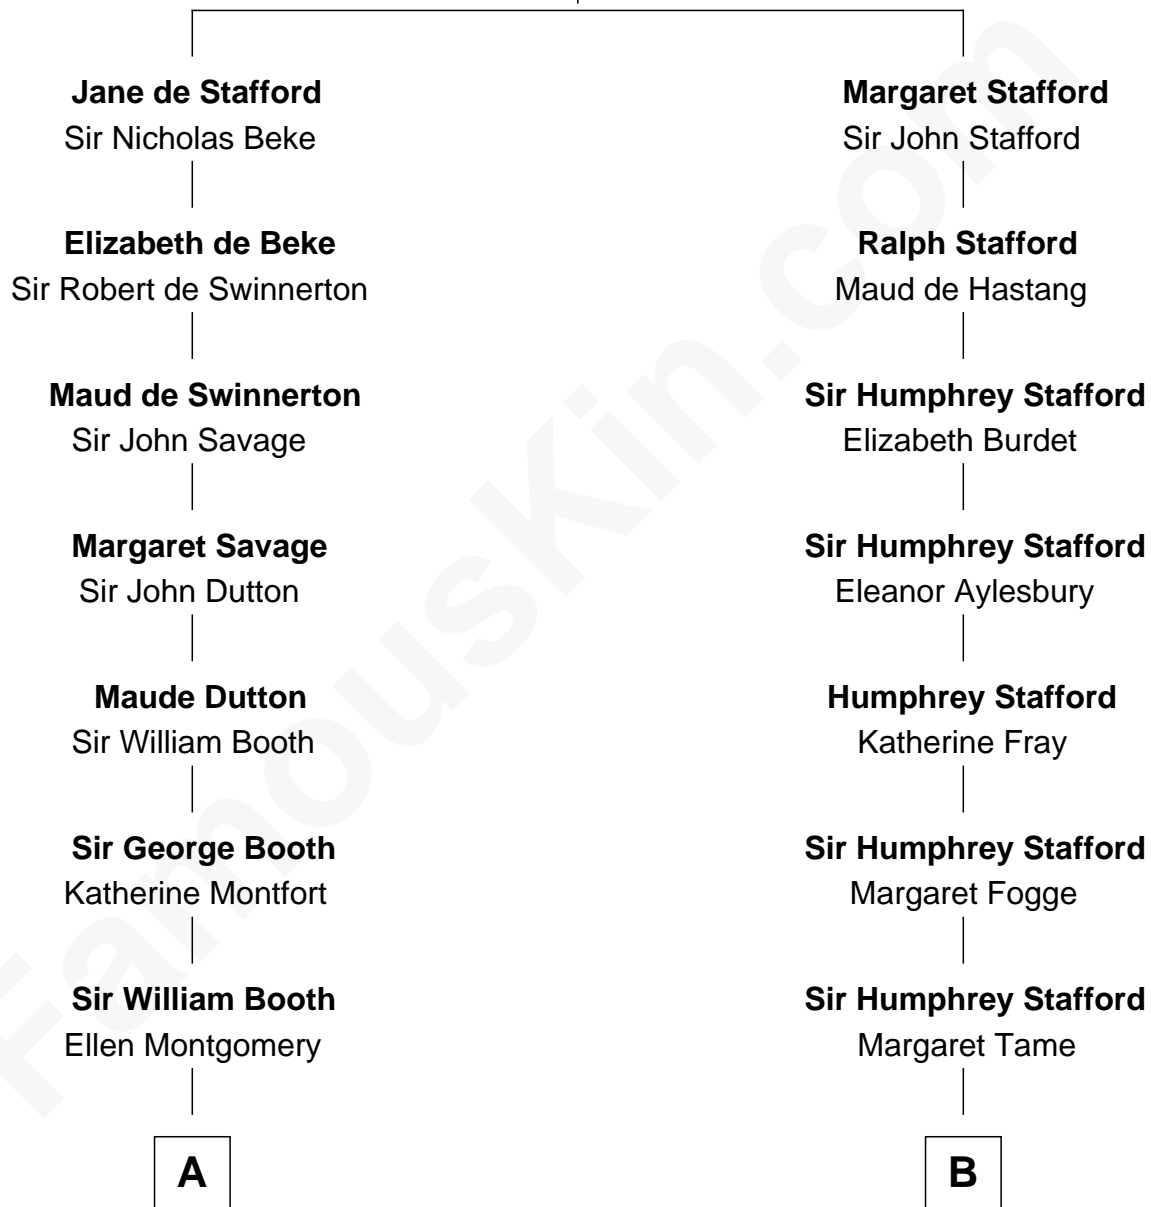 Jane de Stafford
Sir Nicholas Beke
Margaret Stafford
Sir John Stafford
Elizabeth de Beke
Sir Robert de Swinnerton
Ralph Stafford
Maud de Hastang
Maud de Swinnerton
Sir John Savage
Sir Humphrey Stafford
Elizabeth Burdet
Margaret Savage
Sir John Dutton
Sir Humphrey Stafford
Eleanor Aylesbury
Maude Dutton
Sir William Booth
Humphrey Stafford
Katherine Fray
Sir George Booth
Katherine Montfort
Sir Humphrey Stafford
Margaret Fogge
Sir William Booth
Ellen Montgomery
Sir Humphrey Stafford
Margaret Tame
A
B
FamousKin.com